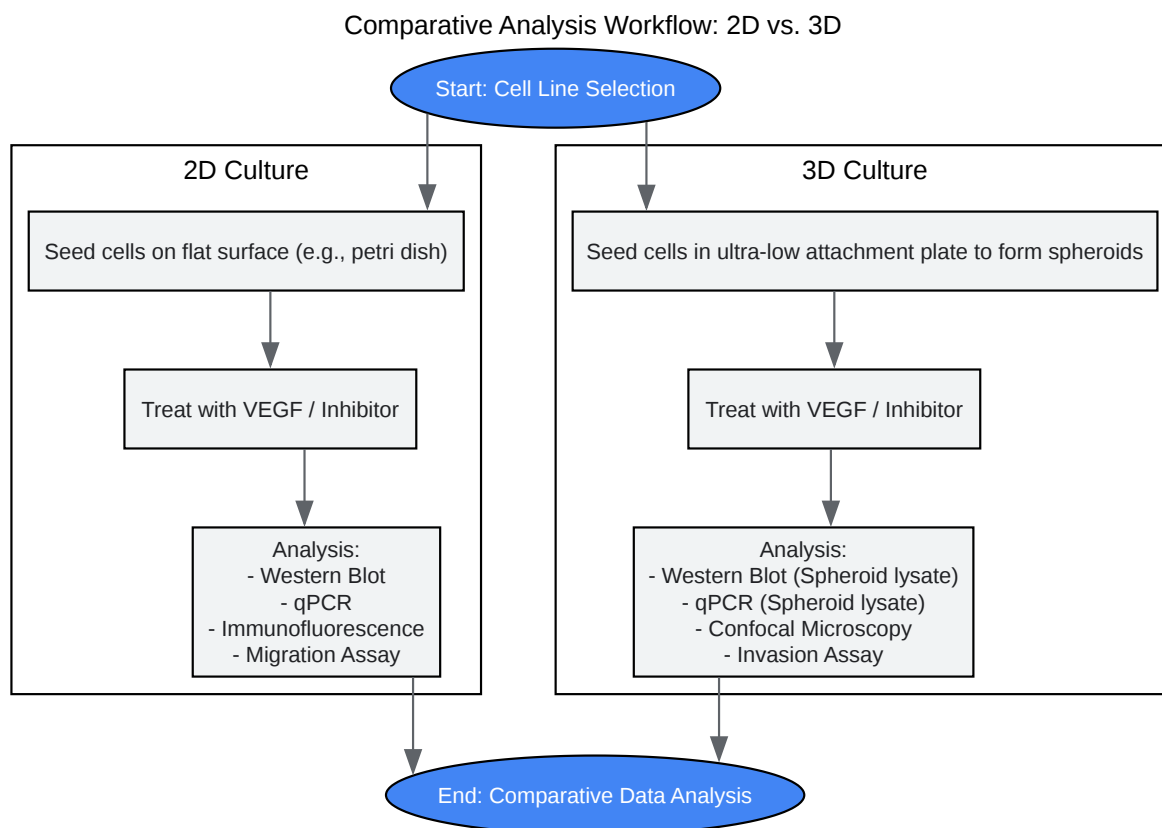 Comparative Analysis Workflow: 2D vs. 3D
Start: Cell Line Selection
2D Culture
Seed cells on flat surface (e.g., petri dish)
Treat with VEGF / Inhibitor
Analysis:
- Western Blot
- qPCR
- Immunofluorescence
- Migration Assay
3D Culture
Seed cells in ultra-low attachment plate to form spheroids
Treat with VEGF / Inhibitor
Analysis:
- Western Blot (Spheroid lysate)
- qPCR (Spheroid lysate)
- Confocal Microscopy
- Invasion Assay
End: Comparative Data Analysis